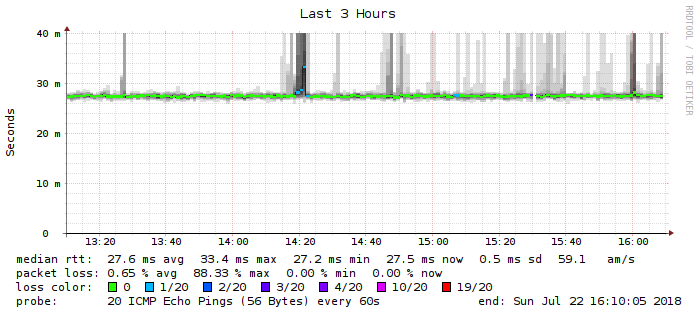 Last 3 Hours
RRDTOOL / TOBI OETIKER
Seconds
40 m
30 m
20 m
10 m
0
13:20 13:40 14:00 14:20 14:40 15:00 15:20 15:40 16:00
median rtt: 27.6 ms avg 33.4 ms max 27.2 ms min 27.5 ms now 0.5 ms sd 59.1 am/s
packet loss: 0.65 % avg 88.33 % max 0.00 % min 0.00 % now
loss color: 0 1/20 2/20 3/20 4/20 10/20 19/20
probe: 20 ICMP Echo Pings (56 Bytes) every 60s end: Sun Jul 22 16:10:05 2018